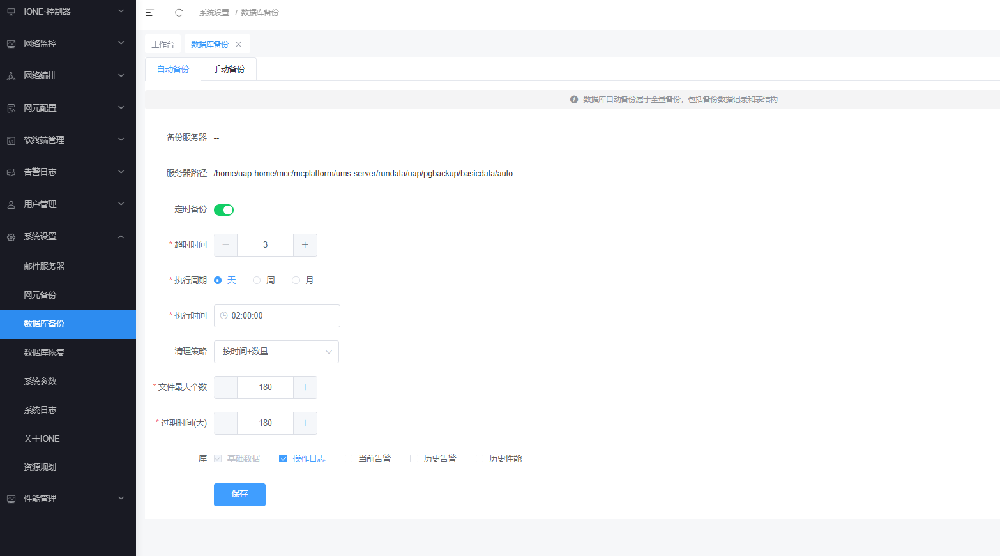 IONE·控制器
网络监控
网络编排
网元配置
软终端管理
告警日志
用户管理
系统设置
邮件服务器
网元备份
数据库备份
数据库恢复
系统参数
系统日志
关于IONE
资源规划
性能管理
系统设置 / 数据库备份
工作台 数据库备份
自动备份 手动备份
数据库自动备份属于全量备份，包括备份数据记录和表结构
备份服务器 --
服务器路径 /home/uap-home/mcc/mcplatform/ums-server/rundata/uap/pgbackup/basicdata/auto
定时备份
* 超时时间 3
* 执行周期 天 周 月
* 执行时间 02:00:00
清理策略 按时间+数量
* 文件最大个数 180
* 过期时间(天) 180
库 基础数据 操作日志 当前告警 历史告警 历史性能
保存